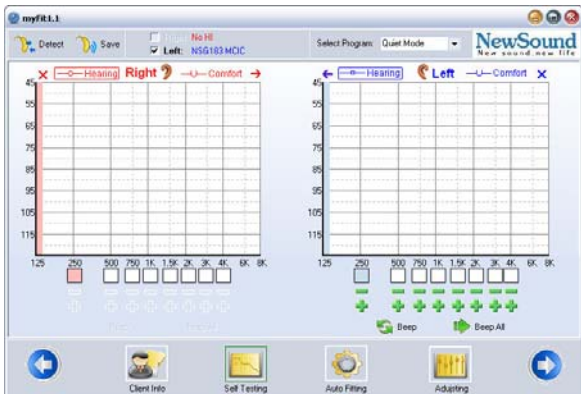 myFit1.1
Detect Save Right: No HI
Left: NSG183 MCIC
Select Program: Quiet Mode
NewSound
New sound, new life
Hearing Right Comfort
Hearing Left Comfort
45 45
55 55
65 65
75 75
85 85
95 95
105 105
115 115
125 250 500 750 1K 1.5K 2K 3K 4K 6K 8K
125 250 500 750 1K 1.5K 2K 3K 4K 6K 8K
Beep Beep All
Client Info Self Testing Auto Fitting Adjusting